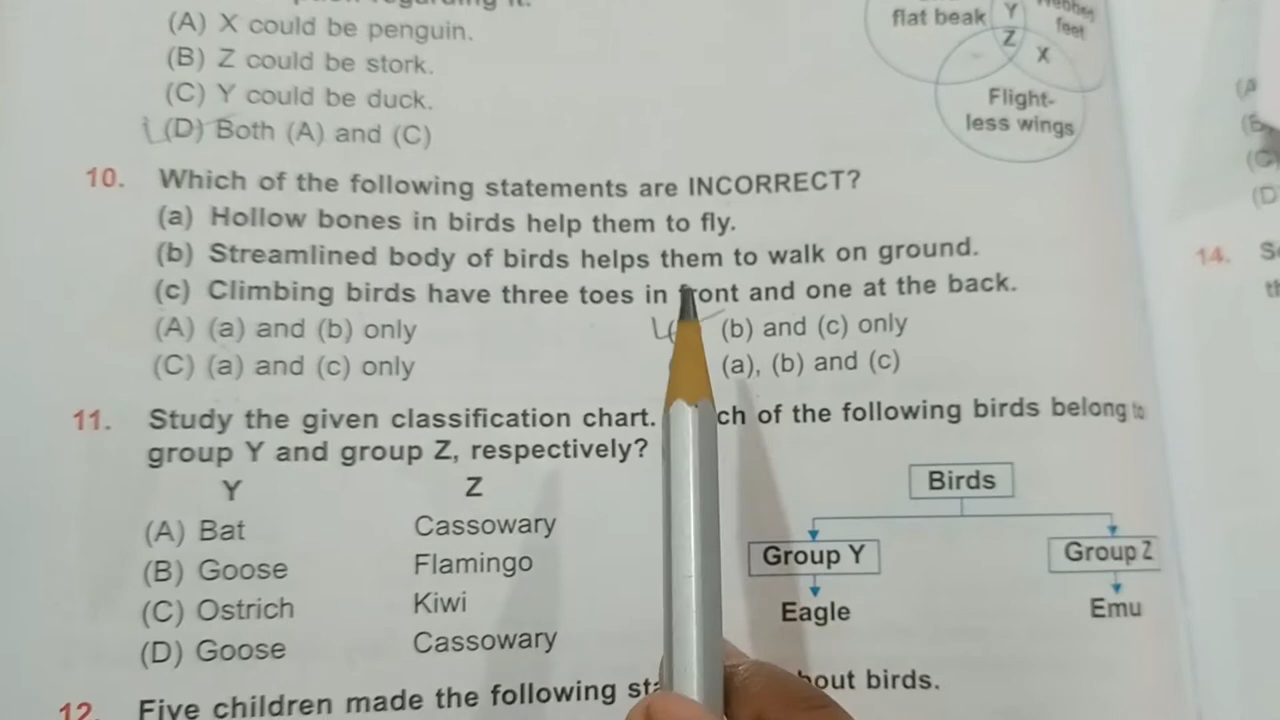 (A) X could be penguin.
(B) Z could be stork.
(C) Y could be duck.
(D) Both (A) and (C)
flat beak
Y
feet
Z
X
Flight-
less wings
10. Which of the following statements are INCORRECT?
(a) Hollow bones in birds help them to fly.
(b) Streamlined body of birds helps them to walk on ground.
(c) Climbing birds have three toes in front and one at the back.
(A) (a) and (b) only
(b) and (c) only
(C) (a) and (c) only
(a), (b) and (c)
11. Study the given classification chart. of the following birds belong to
group Y and group Z, respectively?
Y Z
(A) Bat Cassowary
(B) Goose Flamingo
(C) Ostrich Kiwi
(D) Goose Cassowary
Birds
Group Y Group Z
Eagle Emu
12. Five children made the following birds.
14.